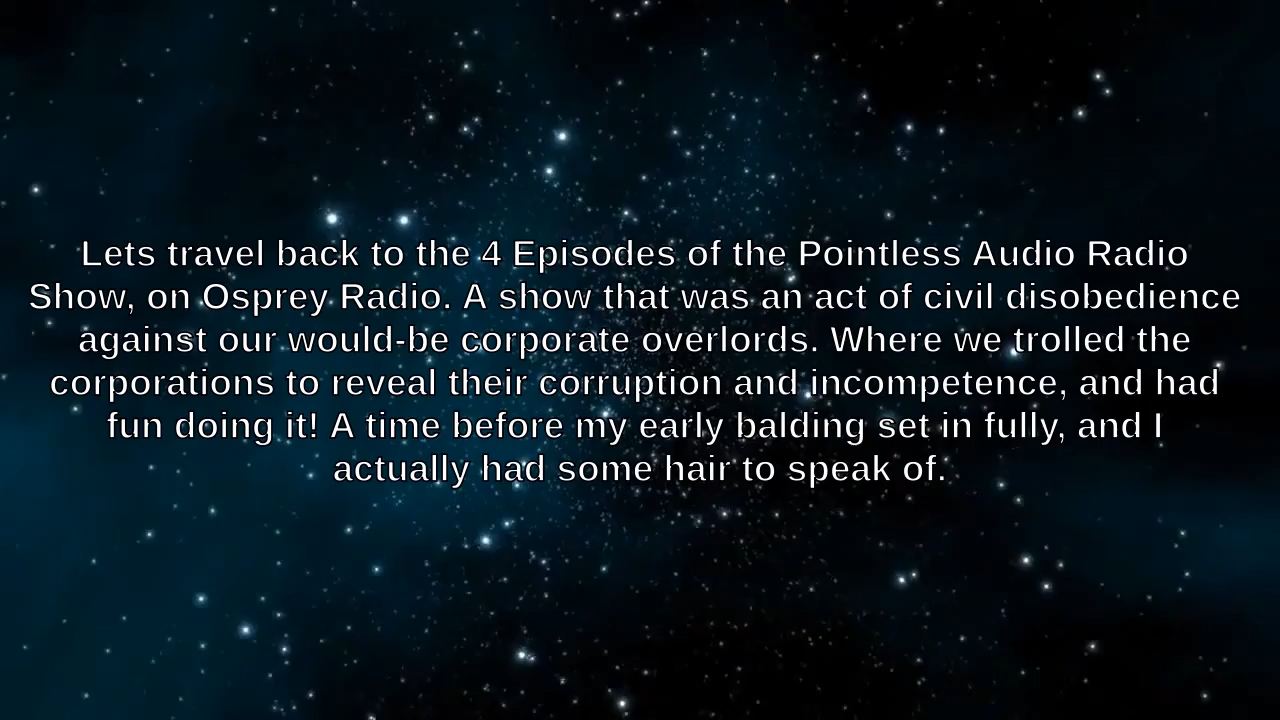 Lets travel back to the 4 Episodes of the Pointless Audio Radio
Show, on Osprey Radio. A show that was an act of civil disobedience
against our would-be corporate overlords. Where we trolled the
corporations to reveal their corruption and incompetence, and had
fun doing it! A time before my early balding set in fully, and I
actually had some hair to speak of.